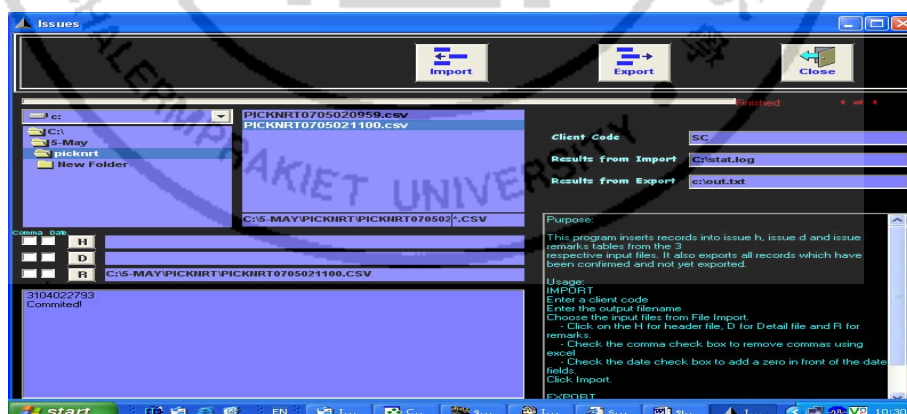 Issues
Import
Export
Close
Finished 1 of 1
c:
C:\
5-May
picknrt
New Folder
PICKNRT0705020959.csv
PICKNRT0705021100.csv
C:\5-MAY\PICKNRT\PICKNRT070502*.CSV
Client Code SC
Results from Import C:\stat.log
Results from Export c:\out.txt
Comma Date
H
D
R C:\5-MAY\PICKNRT\PICKNRT0705021100.CSV
3104022793
Commited!
Purpose:
This program inserts records into issue h, issue d and issue
remarks tables from the 3
respective input files. It also exports all records which have
been confirmed and not yet exported.
Usage:
IMPORT
Enter a client code
Enter the output filename
Choose the input files from File Import.
- Click on the H for header file, D for Detail file and R for
remarks.
- Check the comma check box to remove commas using
excel
- Check the date check box to add a zero in front of the date
fields.
Click Import.
EXPORT
start EN I... C... s... I... s... I... 10:30
HALERMPRAKIET UNIVERSITY